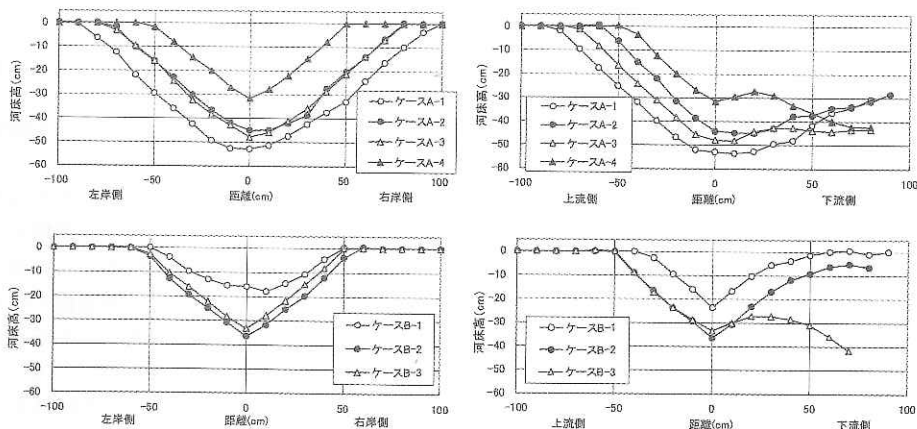 河床高(cm)
0
-10
-20
-30
-40
-50
-60
-100
-50
0
50
100
左岸側
距離(cm)
右岸側
ケースA-1
ケースA-2
ケースA-3
ケースA-4
河床高(cm)
0
-10
-20
-30
-40
-50
-60
-100
-50
0
50
100
上流側
距離(cm)
下流側
ケースA-1
ケースA-2
ケースA-3
ケースA-4
河床高(cm)
0
-10
-20
-30
-40
-50
-60
-100
-50
0
50
100
左岸側
距離(cm)
右岸側
ケースB-1
ケースB-2
ケースB-3
河床高(cm)
0
-10
-20
-30
-40
-50
-60
-100
-50
0
50
100
上流側
距離(cm)
下流側
ケースB-1
ケースB-2
ケースB-3